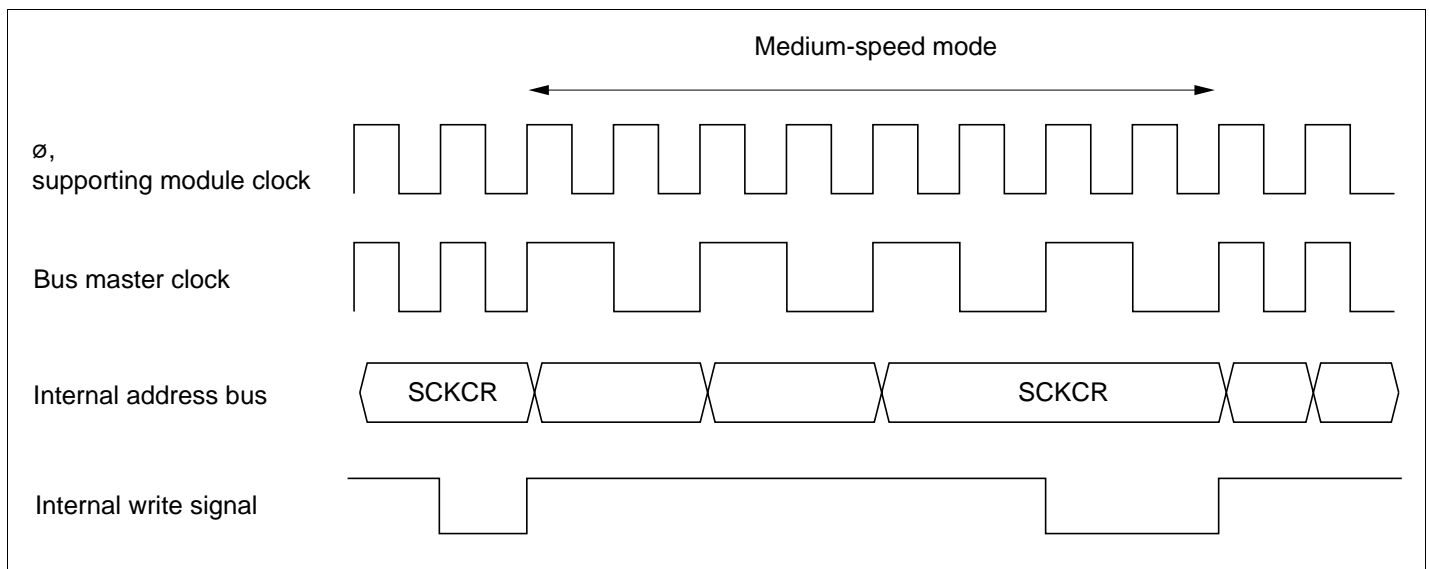 Medium-speed mode
ø,
supporting module clock
Bus master clock
Internal address bus
SCKCR
SCKCR
Internal write signal